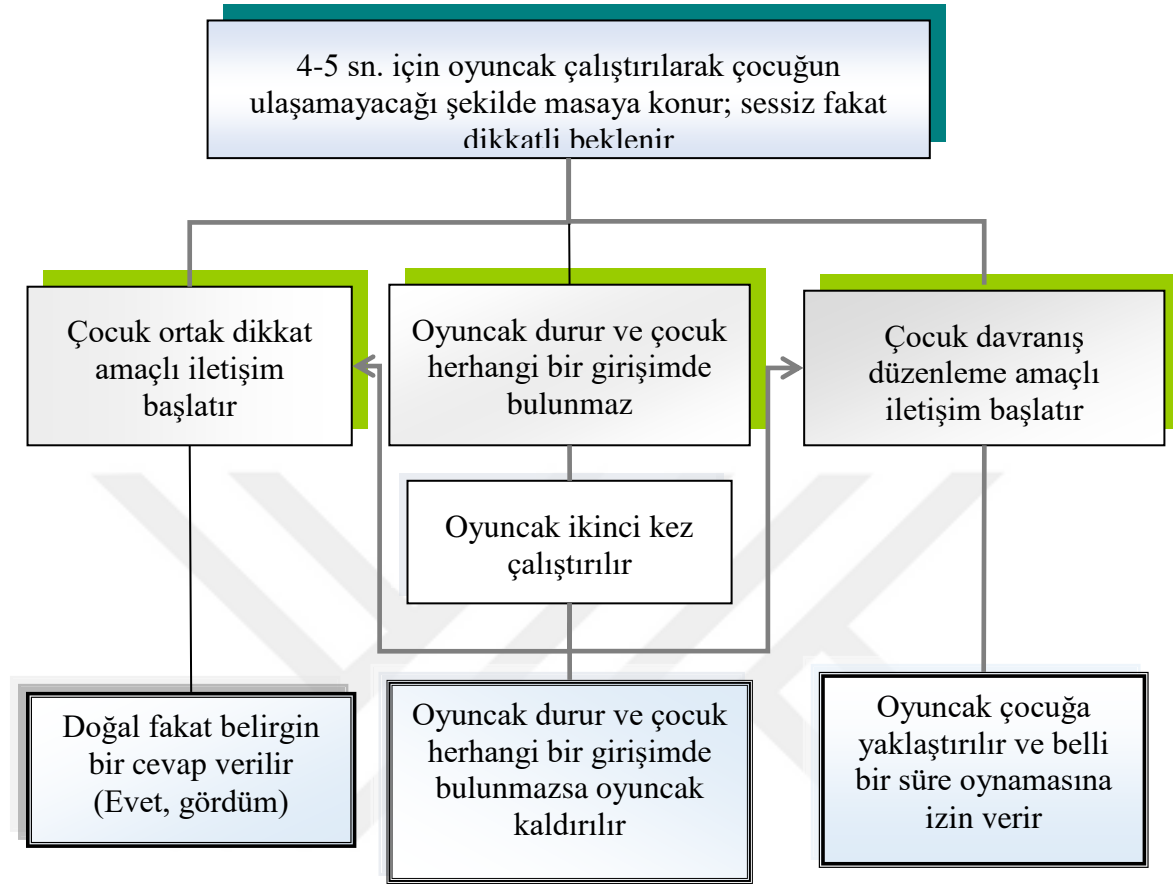 4-5 sn. için oyuncak çalıştırılarak çocuğun
ulaşamayacağı şekilde masaya konur; sessiz fakat
dikkatli beklenir
Çocuk ortak dikkat
amaçlı iletişim
başlatır
Oyuncak durur ve çocuk
herhangi bir girişimde
bulunmaz
Çocuk davranış
düzenleme amaçlı
iletişim başlatır
Oyuncak ikinci kez
çalıştırılır
Doğal fakat belirgin
bir cevap verilir
(Evet, gördüm)
Oyuncak durur ve çocuk
herhangi bir girişimde
bulunmazsa oyuncak
kaldırılır
Oyuncak çocuğa
yaklaştırılır ve belli
bir süre oynamasına
izin verir